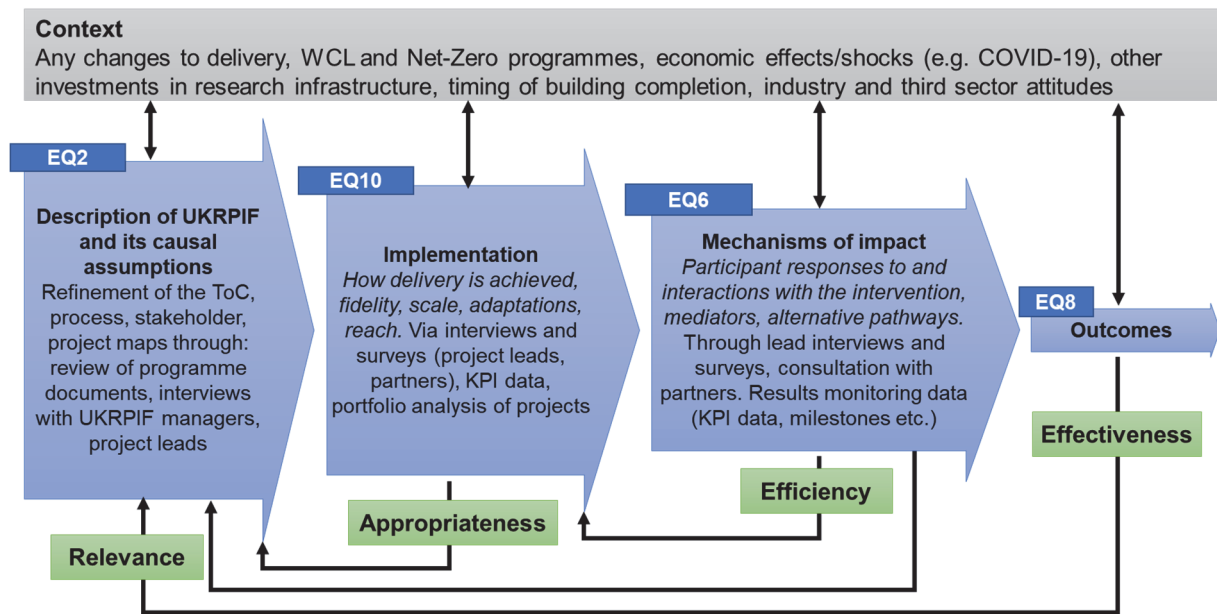 Context
Any changes to delivery, WCL and Net-Zero programmes, economic effects/shocks (e.g. COVID-19), other
investments in research infrastructure, timing of building completion, industry and third sector attitudes
EQ2
Description of UKRPIF
and its causal
assumptions
Refinement of the ToC,
process, stakeholder,
project maps through:
review of programme
documents, interviews
with UKRPIF managers,
project leads
EQ10
Implementation
How delivery is achieved,
fidelity, scale, adaptations,
reach. Via interviews and
surveys (project leads,
partners), KPI data,
portfolio analysis of projects
EQ6
Mechanisms of impact
Participant responses to and
interactions with the intervention,
mediators, alternative pathways.
Through lead interviews and
surveys, consultation with
partners. Results monitoring data
(KPI data, milestones etc.)
EQ8
Outcomes
Relevance
Appropriateness
Efficiency
Effectiveness